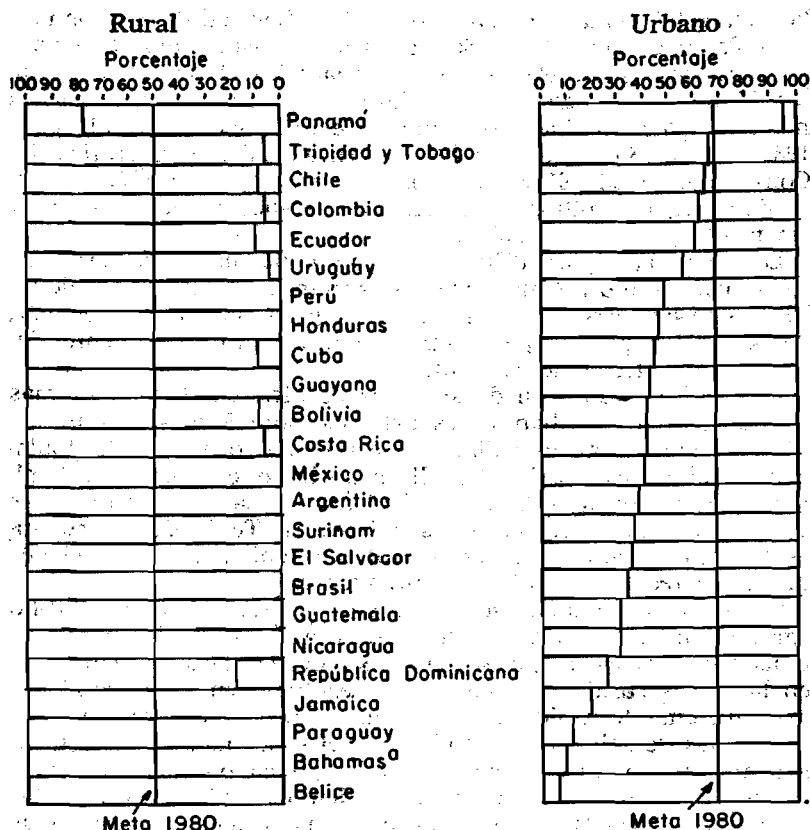 Rural Urbano
Porcentaje Porcentaje
100 90 80 70 60 50 40 30 20 10 0 0 10 20 30 40 50 60 70 80 90 100
Panamá
Trinidad y Tobago
Chile
Colombia
Ecuador
Uruguáy
Perú
Honduras
Cuba
Guayana
Bolivia
Costa Rica
México
Argentina
Surinam
El Salvador
Brasil
Guatemala
Nicaragua
República Dominicana
Jamaica
Paraguay
Bahamasª
Belice
Meta 1980 Meta 1980